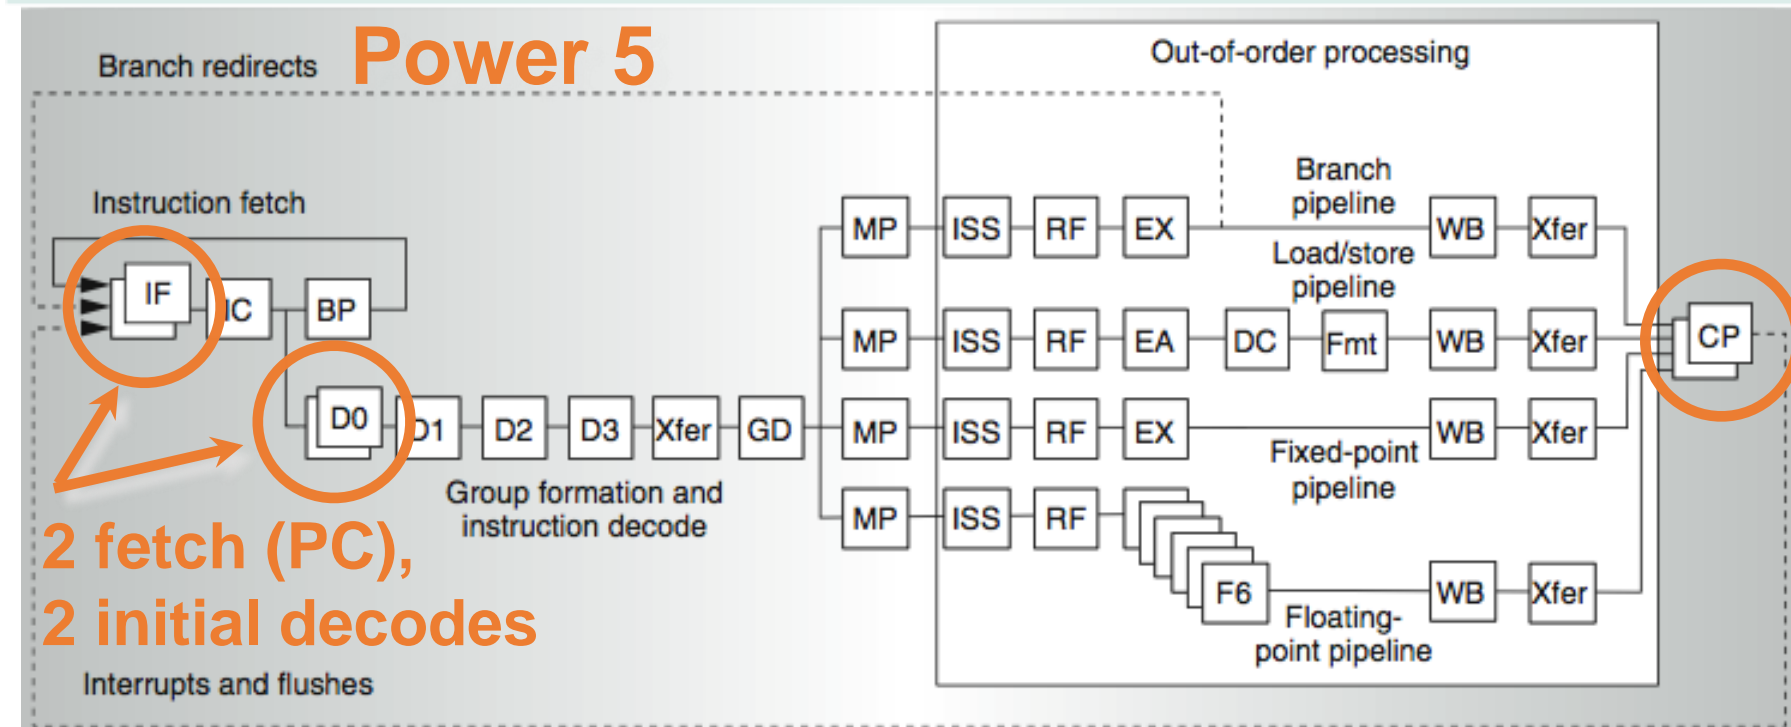 Branch redirects
Power 5
Out-of-order processing
Instruction fetch
IF
IC
BP
D0
D1
D2
D3
Xfer
GD
Group formation and
instruction decode
2 fetch (PC),
2 initial decodes
Interrupts and flushes
MP
ISS
RF
EX
Branch
pipeline
WB
Xfer
MP
ISS
RF
EA
DC
Fmt
Load/store
pipeline
WB
Xfer
MP
ISS
RF
EX
Fixed-point
pipeline
WB
Xfer
MP
ISS
RF
F6
Floating-
point pipeline
WB
Xfer
CP